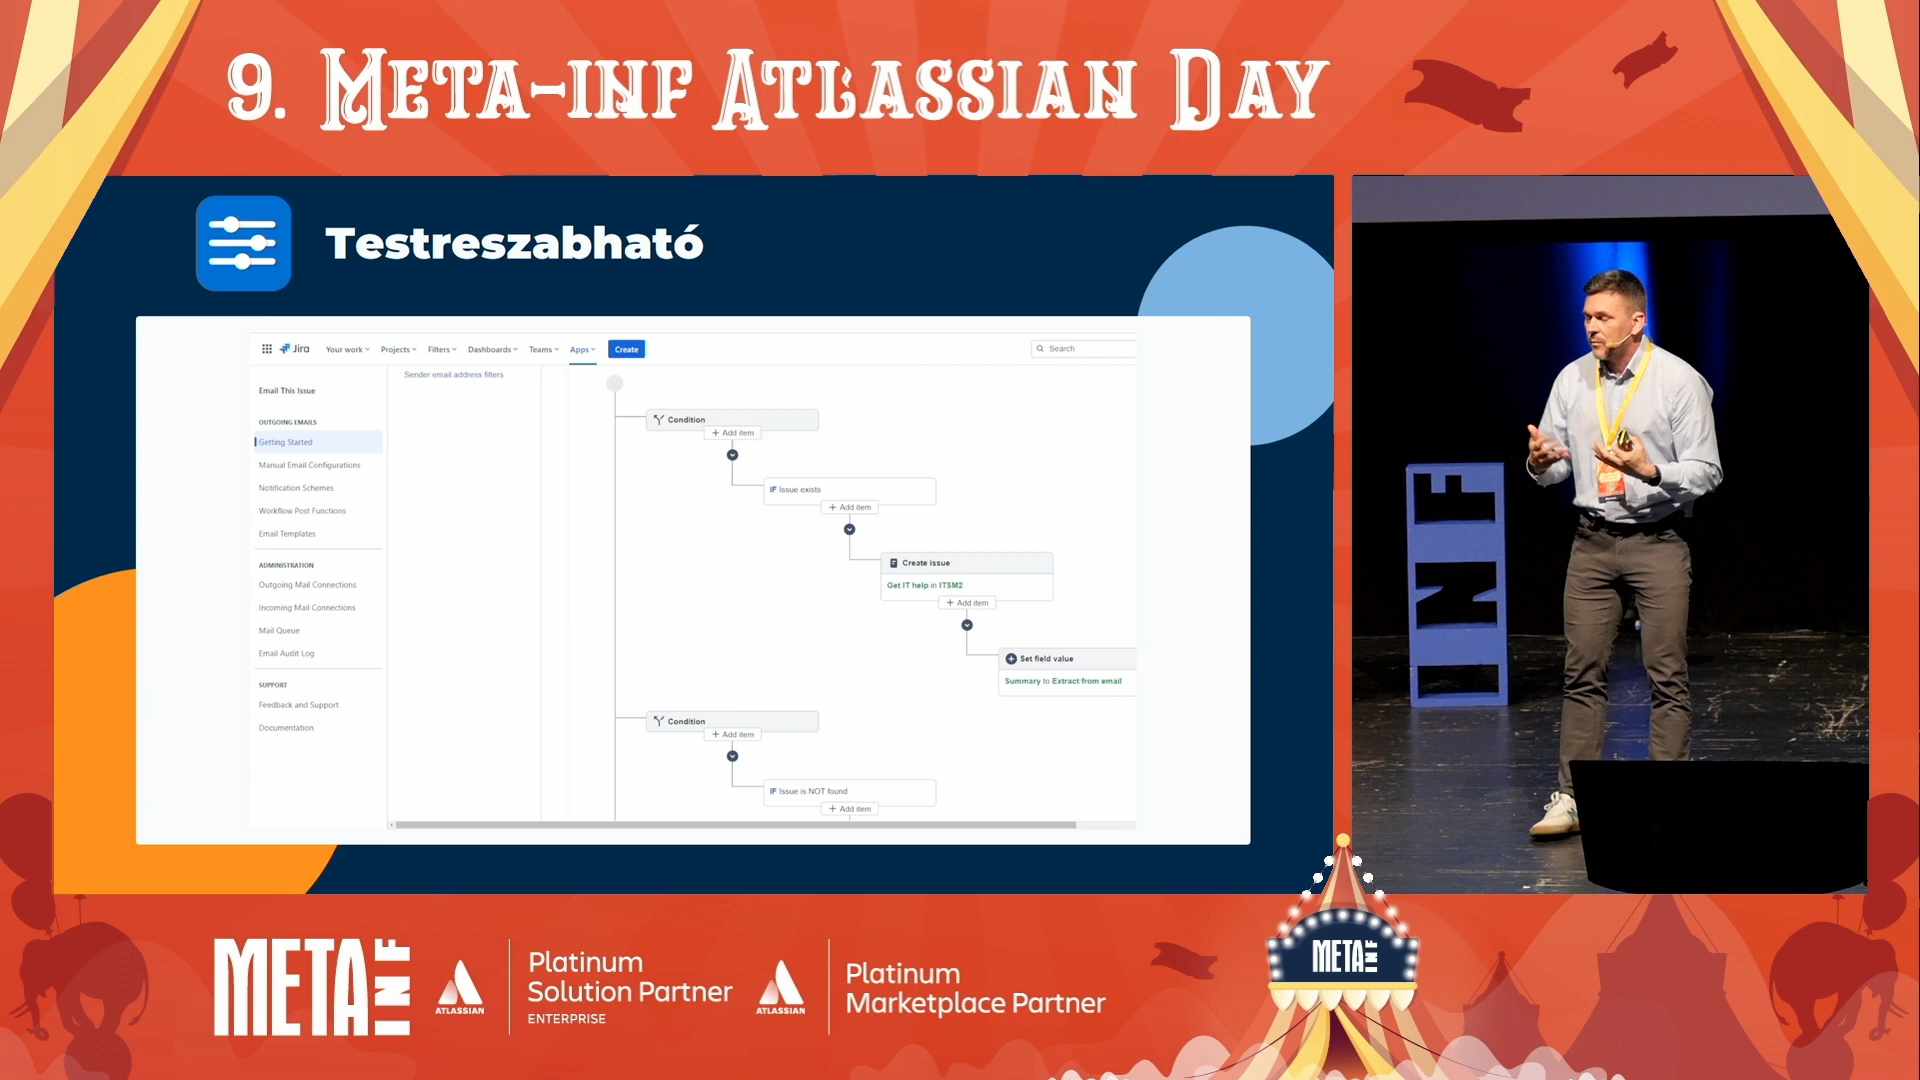 9. META-INF ATLASSIAN DAY
Testreszabható
Jira
Your work
Projects
Filters
Dashboards
Teams
Apps
Create
Search
Email This Issue
OUTGOING EMAILS
Getting Started
Manual Email Configurations
Notification Schemes
Workflow Post Functions
Email Templates
ADMINISTRATION
Outgoing Mail Connections
Incoming Mail Connections
Mail Queue
Email Audit Log
SUPPORT
Feedback and Support
Documentation
Sender email address filters
Condition
+ Add item
IF Issue exists
+ Add item
Create issue
Get IT help in ITSM2
+ Add item
Set field value
Summary to Extract from email
Condition
+ Add item
IF Issue is NOT found
+ Add item
INF
META INF
ATLASSIAN
Platinum
Solution Partner
ENTERPRISE
ATLASSIAN
Platinum
Marketplace Partner
META INF